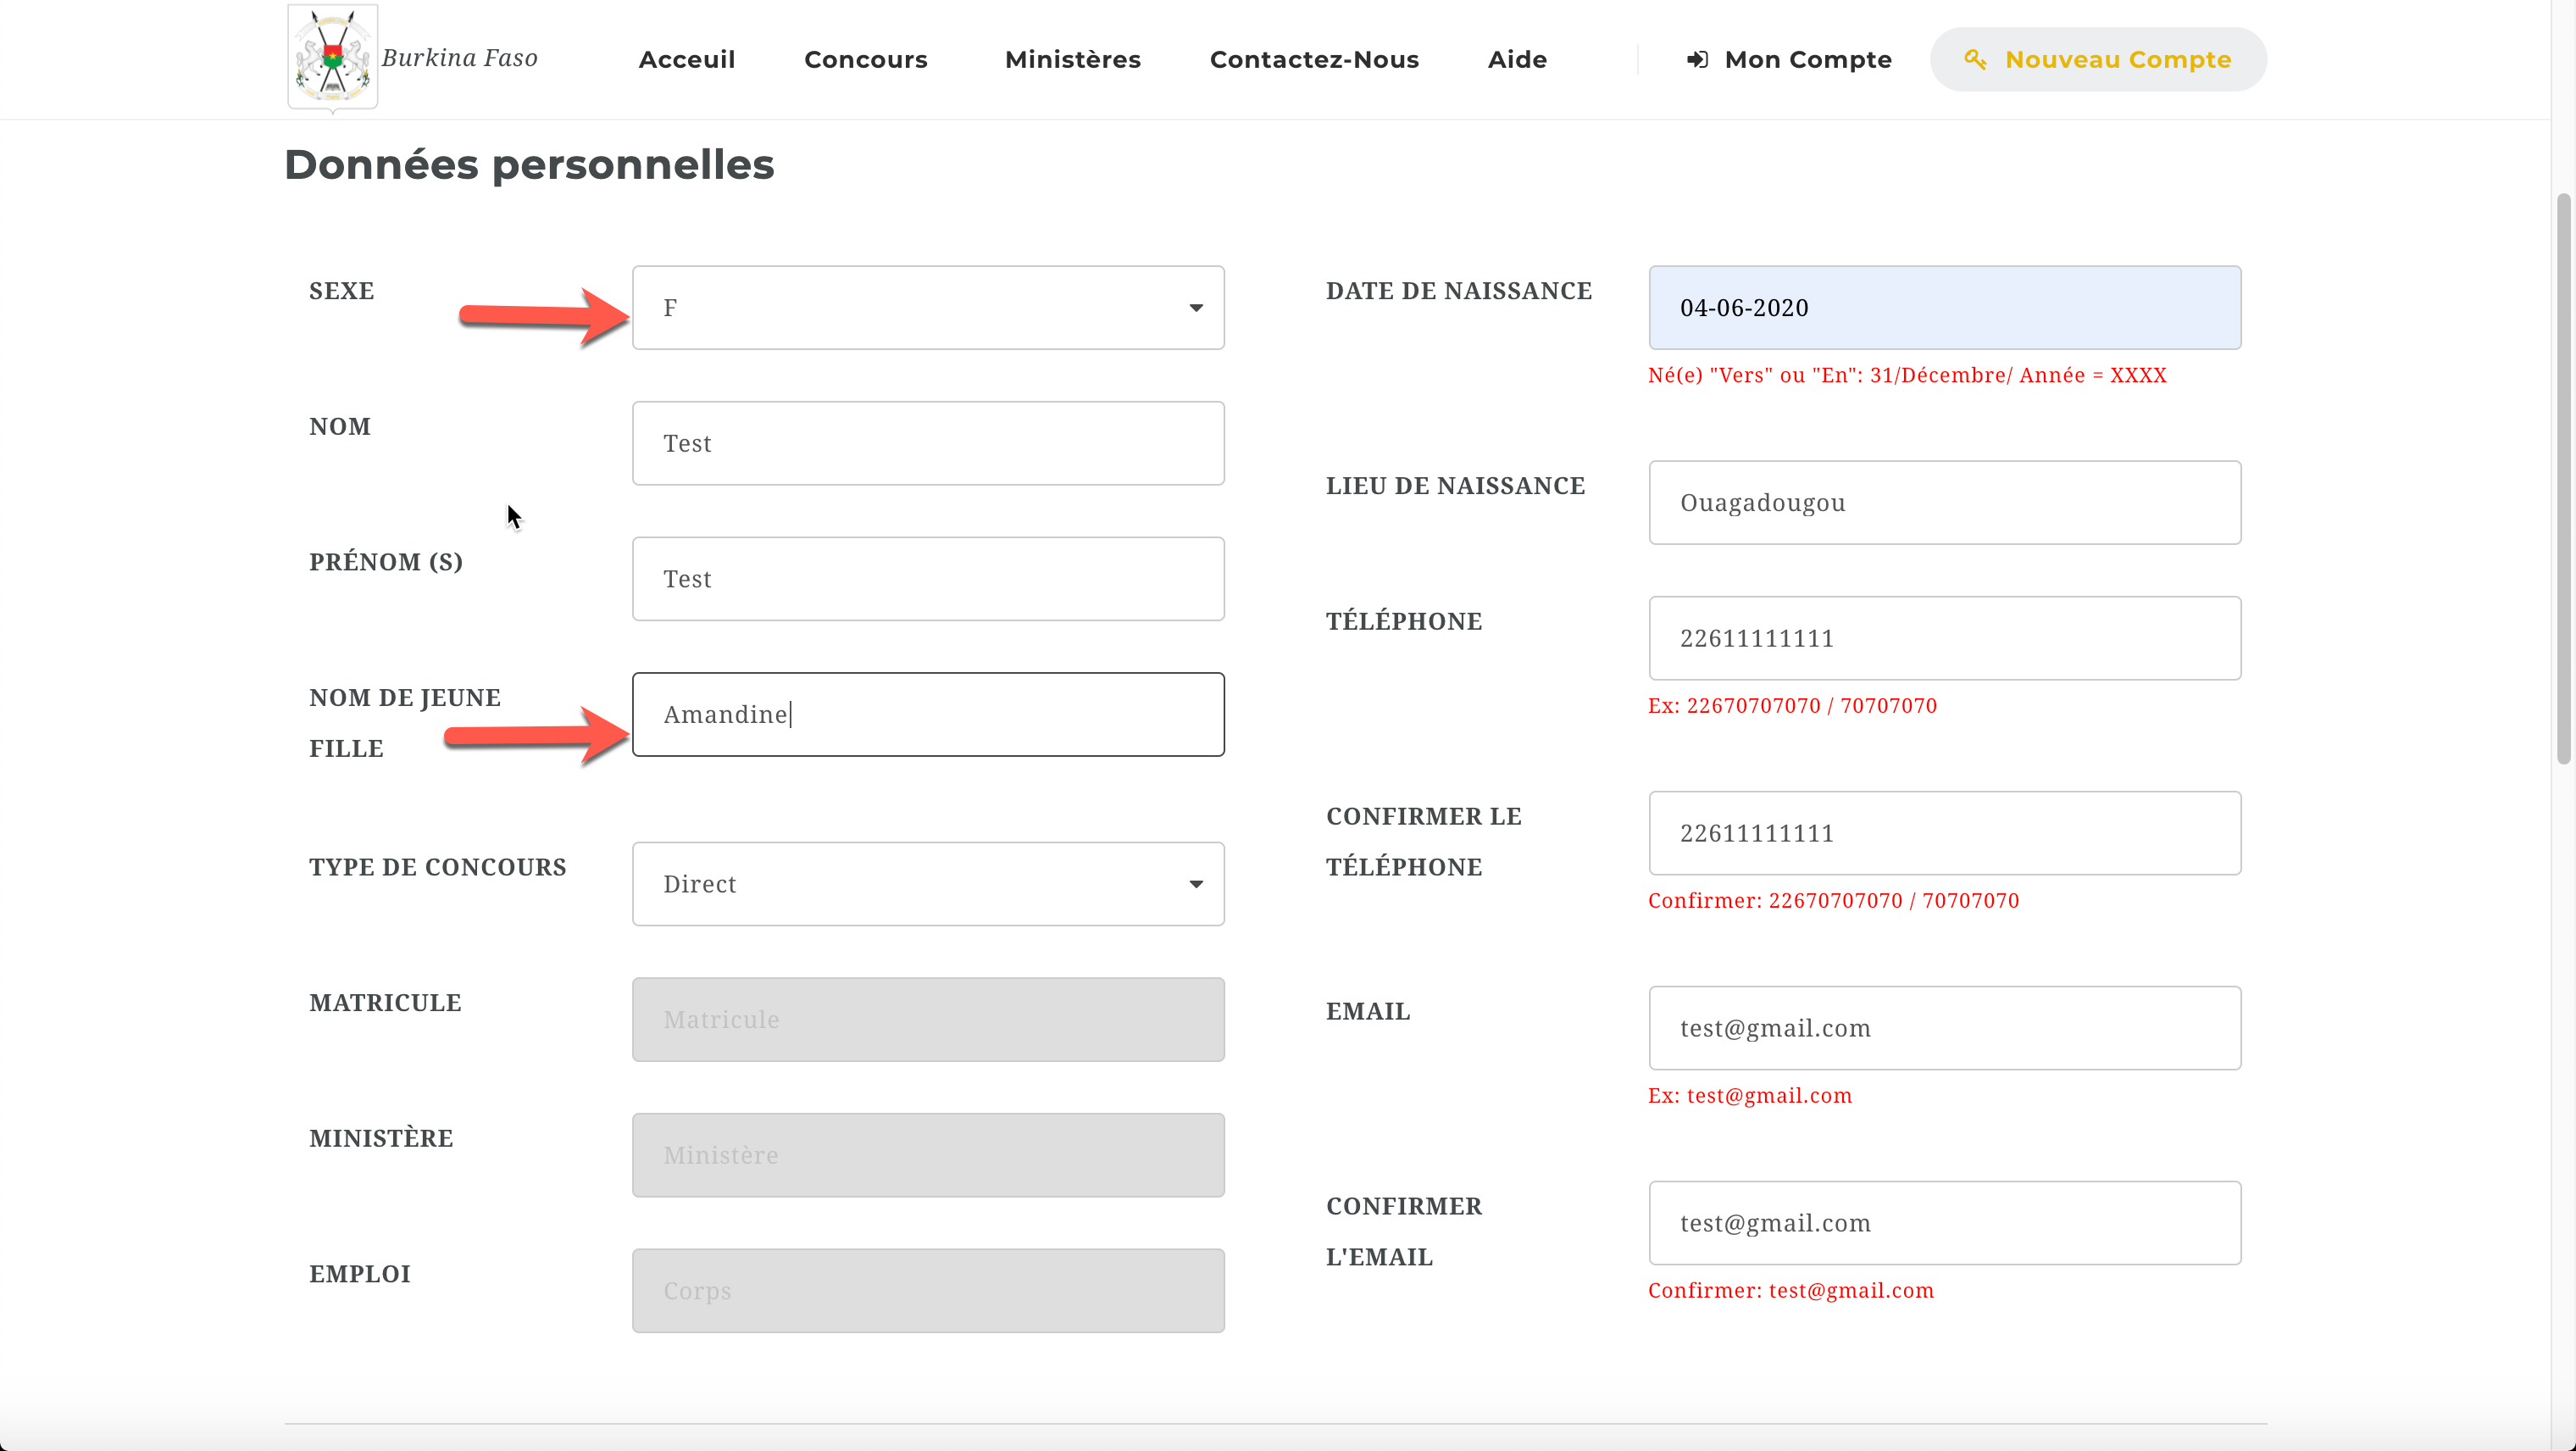 Burkina Faso
Acceuil
Concours
Ministères
Contactez-Nous
Aide
Mon Compte
Nouveau Compte
Données personnelles
SEXE
F
NOM
Test
PRÉNOM (S)
Test
NOM DE JEUNE
FILLE
Amandine
TYPE DE CONCOURS
Direct
MATRICULE
Matricule
MINISTÈRE
Ministère
EMPLOI
Corps
DATE DE NAISSANCE
04-06-2020
Né(e) "Vers" ou "En": 31/Décembre/ Année = XXXX
LIEU DE NAISSANCE
Ouagadougou
TÉLÉPHONE
22611111111
Ex: 22670707070 / 70707070
CONFIRMER LE
TÉLÉPHONE
22611111111
Confirmer: 22670707070 / 70707070
EMAIL
test@gmail.com
Ex: test@gmail.com
CONFIRMER
L'EMAIL
test@gmail.com
Confirmer: test@gmail.com